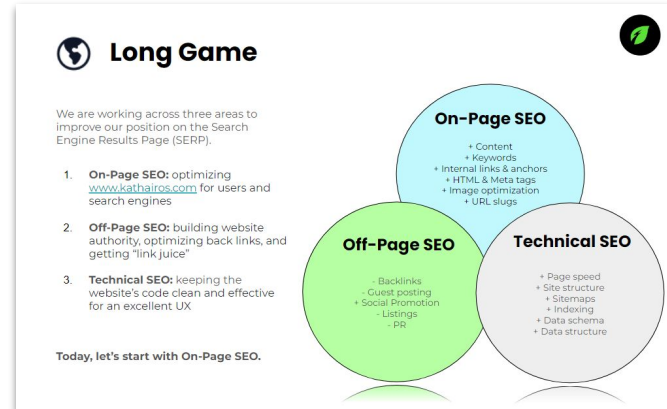 Long Game
We are working across three areas to
improve our position on the Search
Engine Results Page (SERP).
1. On-Page SEO: optimizing
www.kathairos.com for users and
search engines
2. Off-Page SEO: building website
authority, optimizing back links, and
getting “link juice”
3. Technical SEO: keeping the
website’s code clean and effective
for an excellent UX
Today, let’s start with On-Page SEO.
On-Page SEO
+ Content
+ Keywords
+ Internal links & anchors
+ HTML & Meta tags
+ Image optimization
+ URL slugs
Off-Page SEO
- Backlinks
- Guest posting
+ Social Promotion
- Listings
- PR
Technical SEO
+ Page speed
+ Site structure
+ Sitemaps
+ Indexing
+ Data schema
+ Data structure